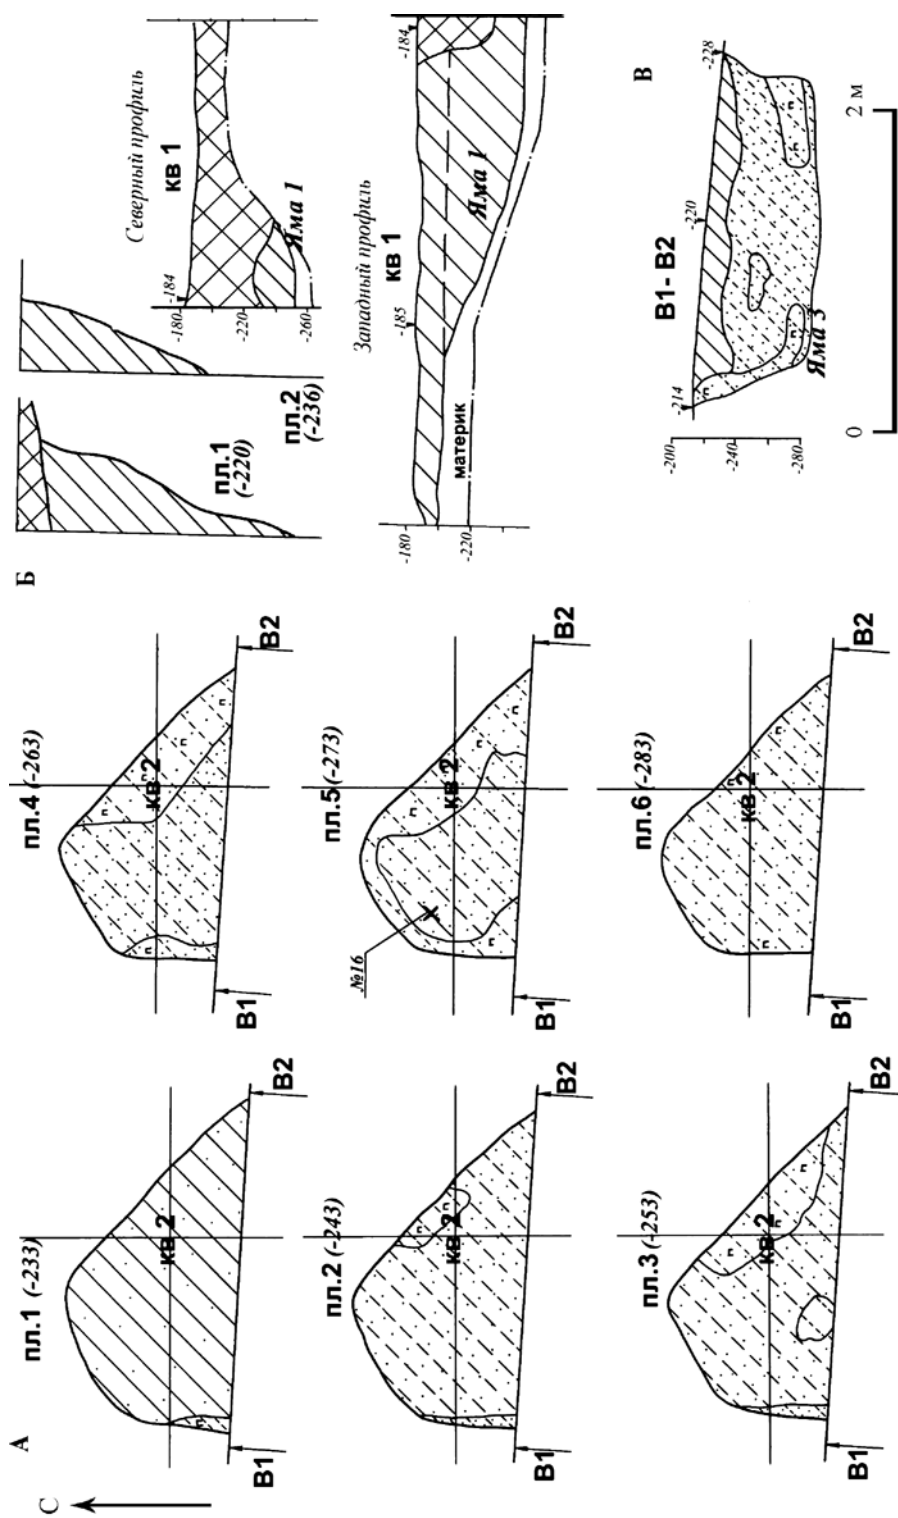 С
А
пл.1 (-233)
кв 2
В1
В2
пл.2 (-243)
кв 2
В1
В2
пл.3 (-253)
кв 2
В1
В2
пл.4 (-263)
кв 2
В1
В2
пл.5 (-273)
кв 2
№16
В1
В2
пл.6 (-283)
кв 2
В1
В2
Б
пл.1
(-220)
пл.2
(-236)
Северный профиль
кв 1
-184
-180
-220
-260
Яма 1
Западный профиль
кв 1
-185
-184
-180
-220
материк
Яма 1
В
В1- В2
-214
-220
-228
-200
-240
-280
Яма 3
0
2 м